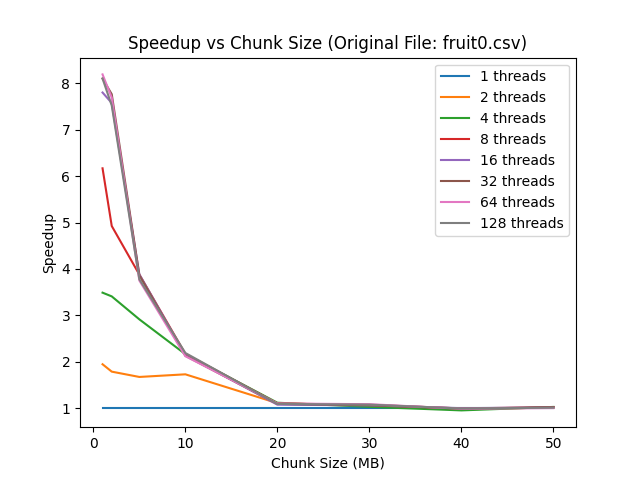 Speedup vs Chunk Size (Original File: fruit0.csv)
1 threads
2 threads
4 threads
8 threads
16 threads
32 threads
64 threads
128 threads
Speedup
8
7
6
5
4
3
2
1
0
10
20
30
40
50
Chunk Size (MB)